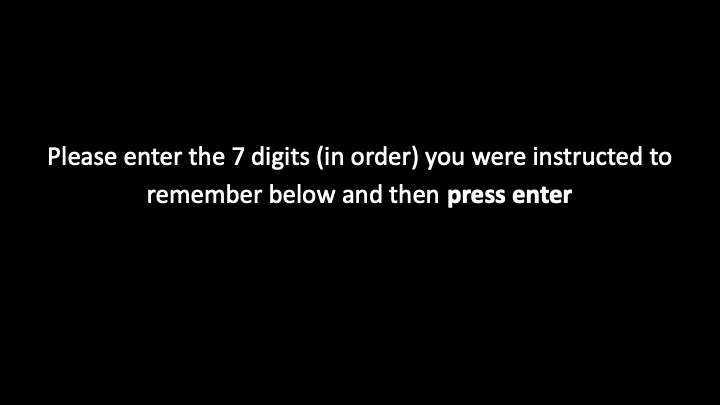 Please enter the 7 digits (in order) you were instructed to
remember below and then press enter